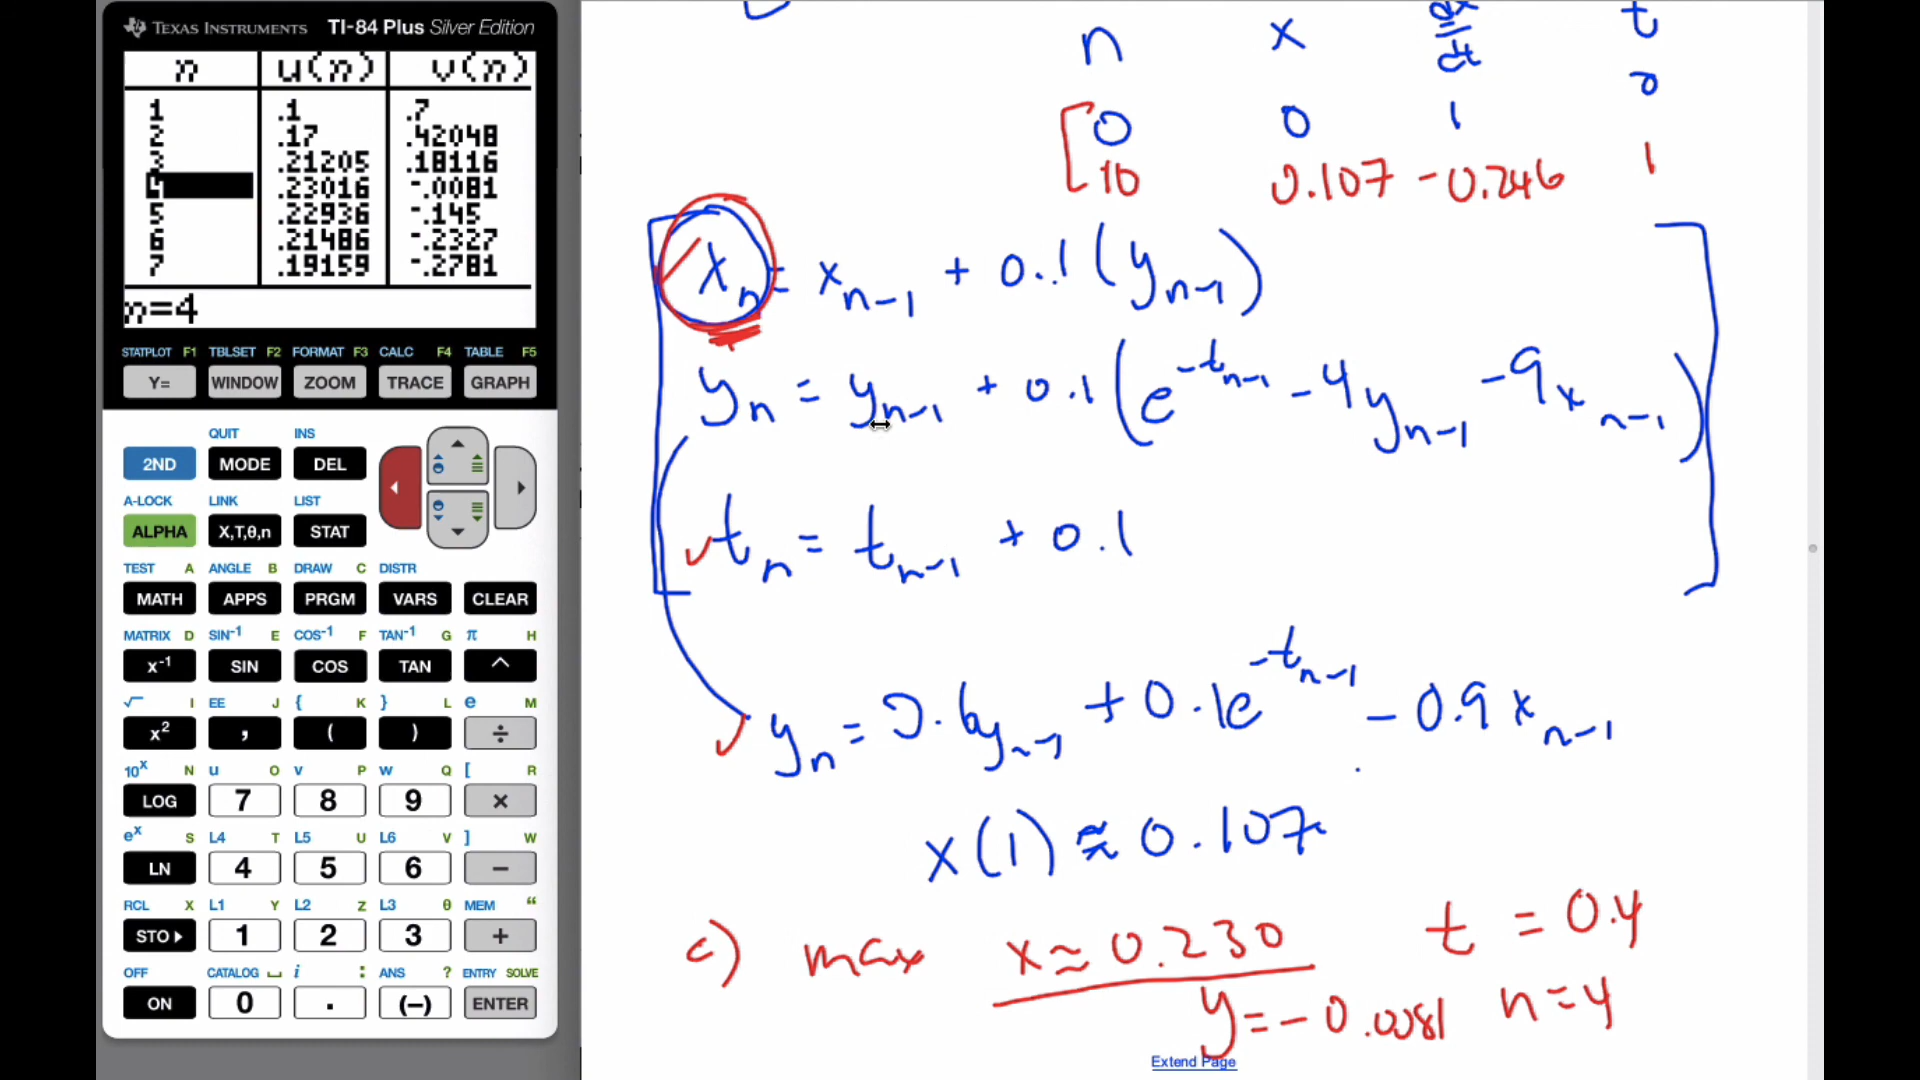 TEXAS INSTRUMENTS TI-84 Plus Silver Edition
n u(n) v(n)
1 .1 .7
2 .17 .42048
3 .21205 .18116
4 .23016 -.0081
5 .22936 -.145
6 .21486 -.2327
7 .19159 -.2781
n=4
STATPLOT F1 TBLSET F2 FORMAT F3 CALC F4 TABLE F5
Y= WINDOW ZOOM TRACE GRAPH
QUIT INS
2ND MODE DEL
A-LOCK LINK LIST
ALPHA X,T,θ,n STAT
TEST A ANGLE B DRAW C DISTR
MATH APPS PRGM VARS CLEAR
MATRIX D SIN⁻¹ E COS⁻¹ F TAN⁻¹ G π H
x⁻¹ SIN COS TAN ^
√ I EE J { K } L e M
x² , ( ) ÷
10ˣ N u O v P w Q [ R
LOG 7 8 9 ×
eˣ S L4 T L5 U L6 V ] W
LN 4 5 6 −
RCL X L1 Y L2 Z L3 θ MEM “
STO▸ 1 2 3 +
OFF CATALOG ⎵ i : ANS ? ENTRY SOLVE
ON 0 . (–) ENTER
n x dx/dt t
0
0 0 1
10 0.107 -0.246 1
xₙ = xₙ₋₁ + 0.1(yₙ₋₁)
yₙ = yₙ₋₁ + 0.1(e^(-tₙ₋₁) - 4yₙ₋₁ - 9xₙ₋₁)
tₙ = tₙ₋₁ + 0.1
yₙ = 0.6yₙ₋₁ + 0.1e^(-tₙ₋₁) - 0.9xₙ₋₁
x(1) ≈ 0.107
c) max x ≈ 0.230 t = 0.4
y = -0.0081 n = 4
Extend Page